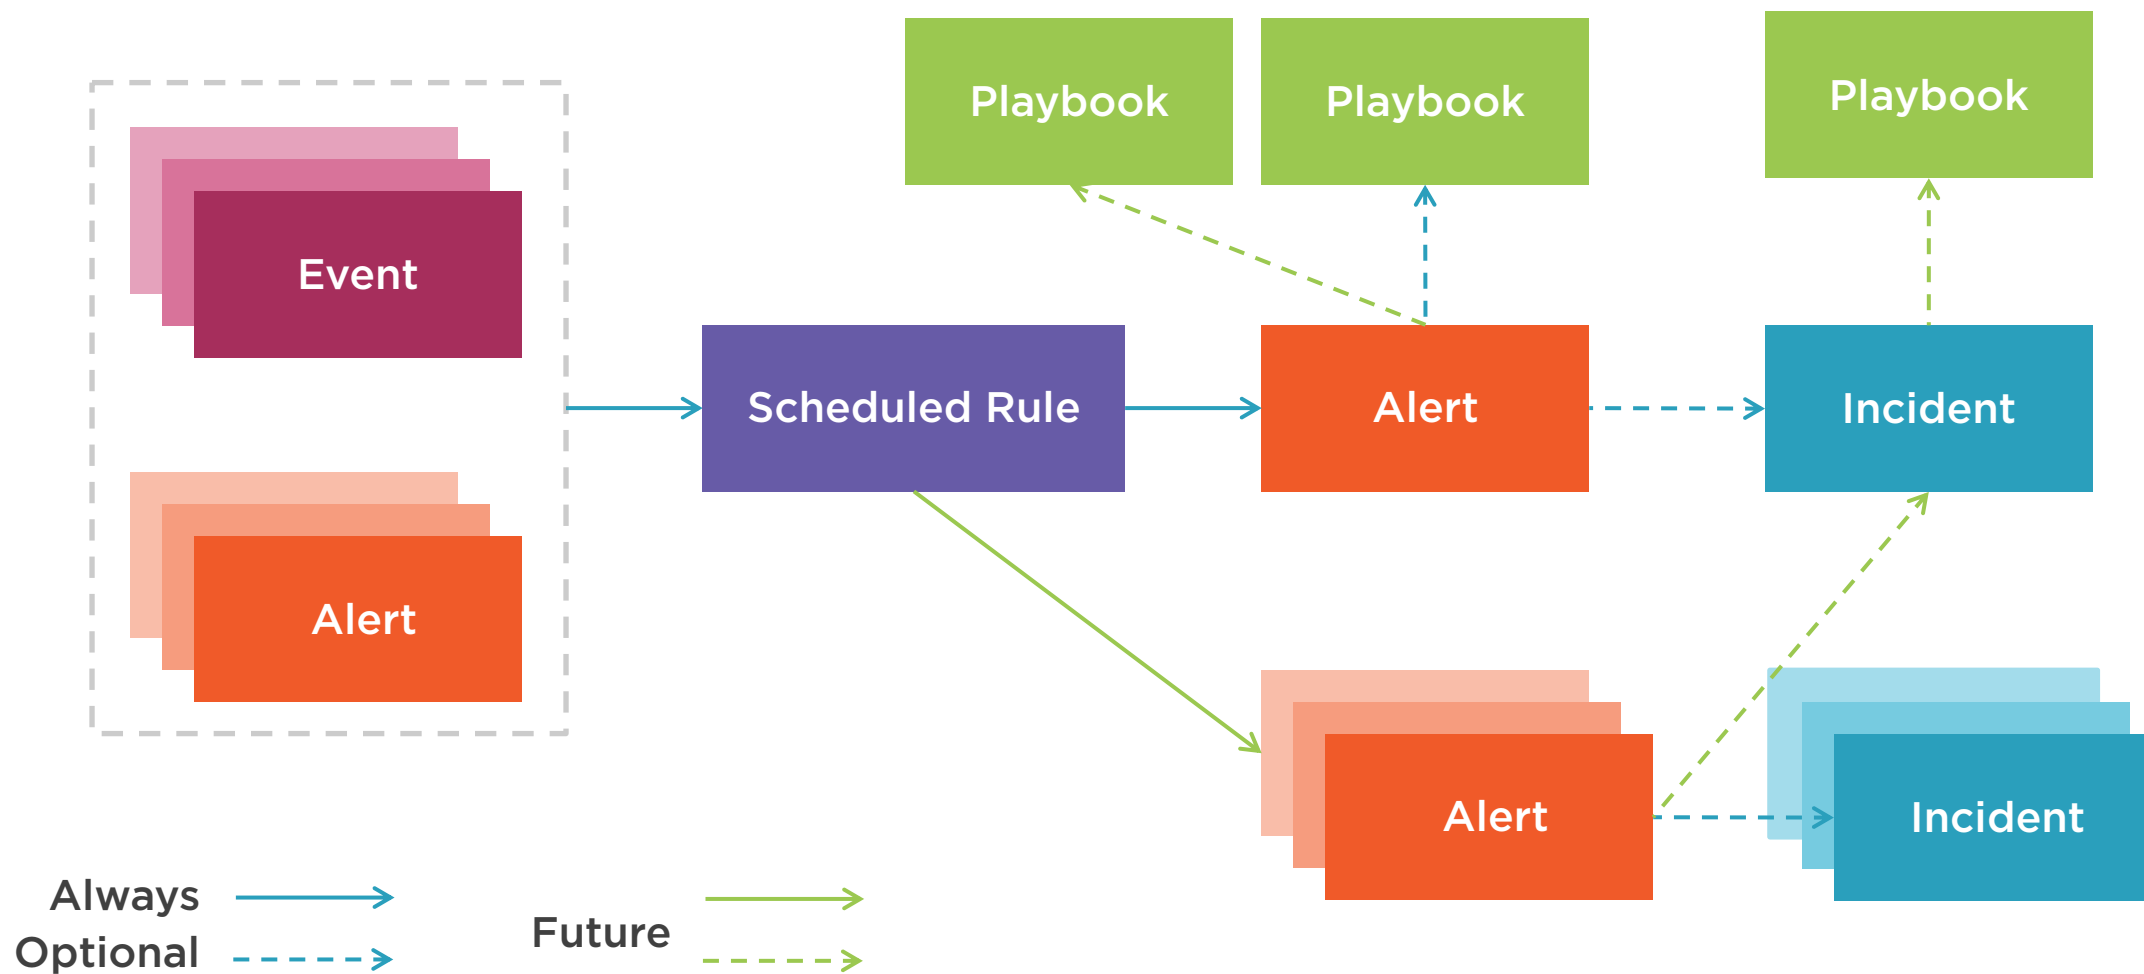 Playbook
Playbook
Playbook
Event
Scheduled Rule
Alert
Incident
Alert
Alert
Incident
Always
Future
Optional